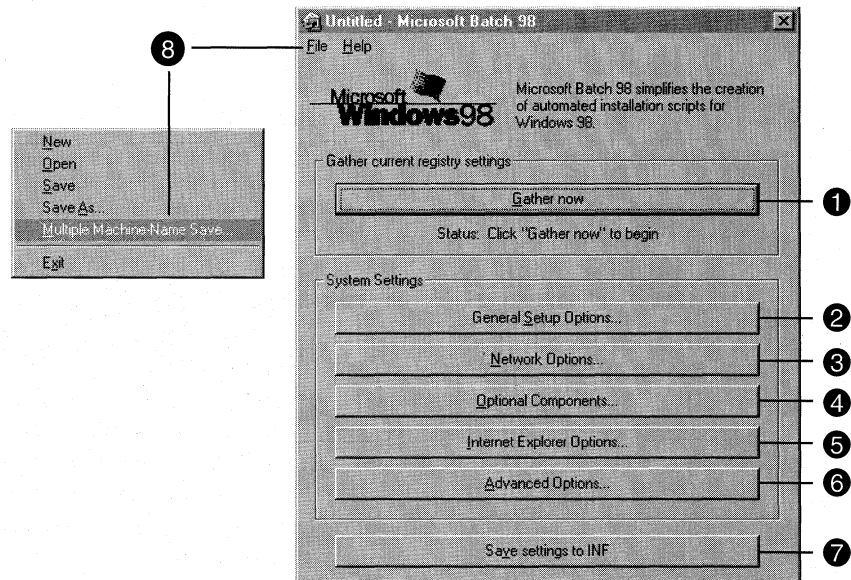 8
New
Open
Save
Save As...
Multiple Machine-Name Save...
Exit
Untitled - Microsoft Batch 98
File Help
Microsoft
Windows98
Microsoft Batch 98 simplifies the creation
of automated installation scripts for
Windows 98.
Gather current registry settings
Gather now
1
Status: Click "Gather now" to begin
System Settings
General Setup Options...
2
Network Options...
3
Optional Components...
4
Internet Explorer Options...
5
Advanced Options...
6
Save settings to INF
7